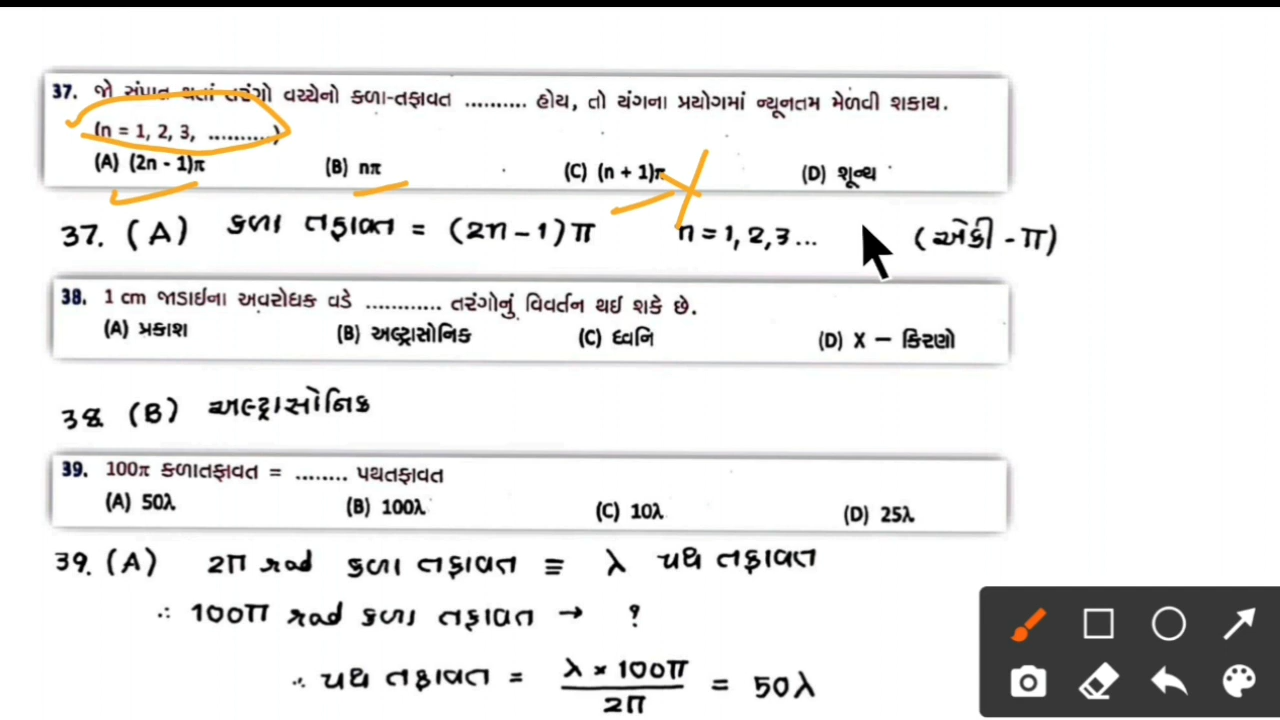 37. જો સંપાત થતાં તરંગો વચ્ચેનો કળા-તફાવત .......... હોય, તો યંગના પ્રયોગમાં ન્યૂનતમ મેળવી શકાય.
(n = 1, 2, 3, ..........)
(A) (2n - 1)π (B) nπ (C) (n + 1)π (D) શૂન્ય
37. (A) કળા તફાવત = (2n - 1) π n = 1, 2, 3 ... (એકી - π)
38. 1 cm જાડાઈના અવરોધક વડે ............ તરંગોનું વિવર્તન થઈ શકે છે.
(A) પ્રકાશ (B) અલ્ટ્રાસોનિક (C) ધ્વનિ (D) X – કિરણો
38 (B) અલ્ટ્રાસોનિક
39. 100π કળાતફાવત = ........ પથતફાવત
(A) 50λ (B) 100λ (C) 10λ (D) 25λ
39. (A) 2π rad કળા તફાવત ≡ λ પથ તફાવત
∴ 100π rad કળા તફાવત → ?
∴ પથ તફાવત = λ × 100π / 2π = 50λ